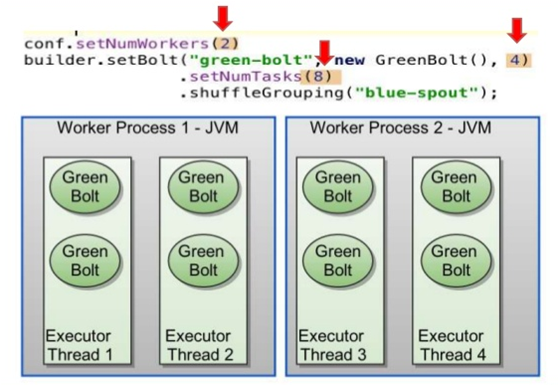 conf.setNumWorkers(2)
builder.setBolt("green-bolt", new GreenBolt(), 4)
.setNumTasks(8)
.shuffleGrouping("blue-spout");
Worker Process 1 - JVM
Green
Bolt
Green
Bolt
Green
Bolt
Green
Bolt
Executor
Thread 1
Executor
Thread 2
Worker Process 2 - JVM
Green
Bolt
Green
Bolt
Green
Bolt
Green
Bolt
Executor
Thread 3
Executor
Thread 4